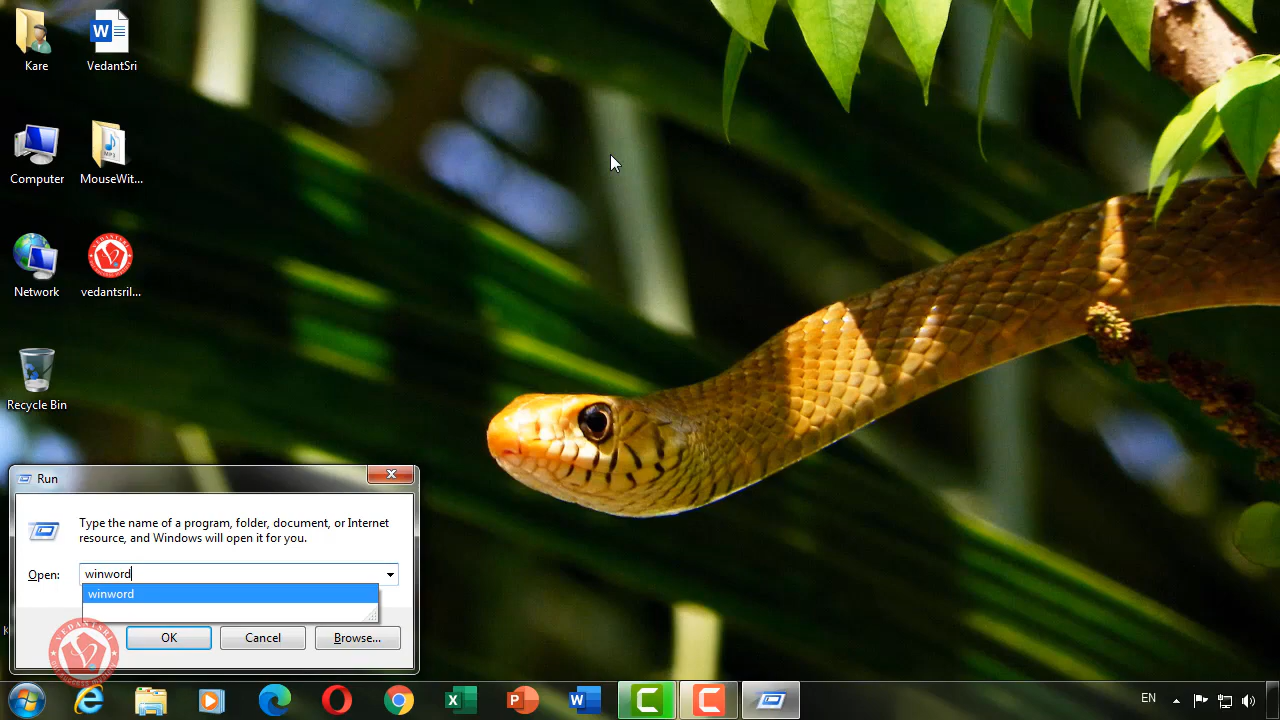 Kare
VedantSri
Computer
MouseWit...
Network
vedantsril...
Recycle Bin
Run
Type the name of a program, folder, document, or Internet
resource, and Windows will open it for you.
Open:
winword
winword
OK
Cancel
Browse...
VEDANTSRI
EN